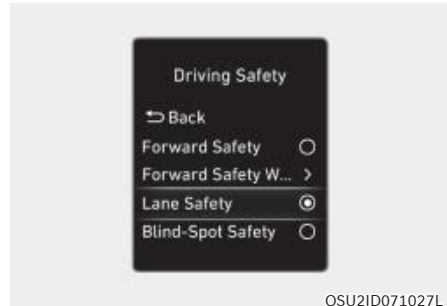 Driving Safety
Back
Forward Safety
Forward Safety W... >
Lane Safety
Blind-Spot Safety
OSU2ID071027L